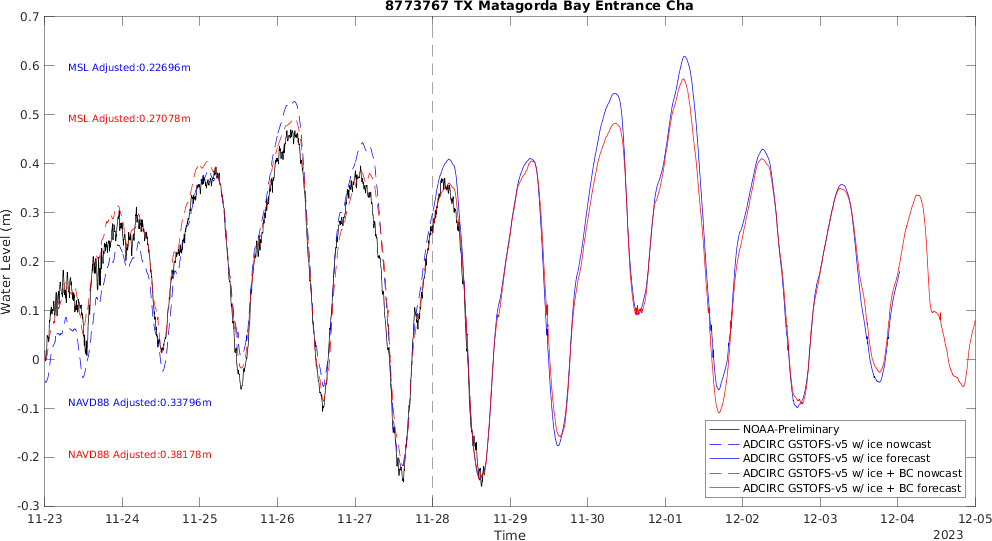 8773767 TX Matagorda Bay Entrance Cha
Water Level (m)
0.7
0.6
0.5
0.4
0.3
0.2
0.1
0
-0.1
-0.2
-0.3
MSL Adjusted:0.22696m
MSL Adjusted:0.27078m
NAVD88 Adjusted:0.33796m
NAVD88 Adjusted:0.38178m
NOAA-Preliminary
ADCIRC GSTOFS-v5 w/ ice nowcast
ADCIRC GSTOFS-v5 w/ ice forecast
ADCIRC GSTOFS-v5 w/ ice + BC nowcast
ADCIRC GSTOFS-v5 w/ ice + BC forecast
11-23 11-24 11-25 11-26 11-27 11-28 11-29 11-30 12-01 12-02 12-03 12-04 12-05
Time
2023